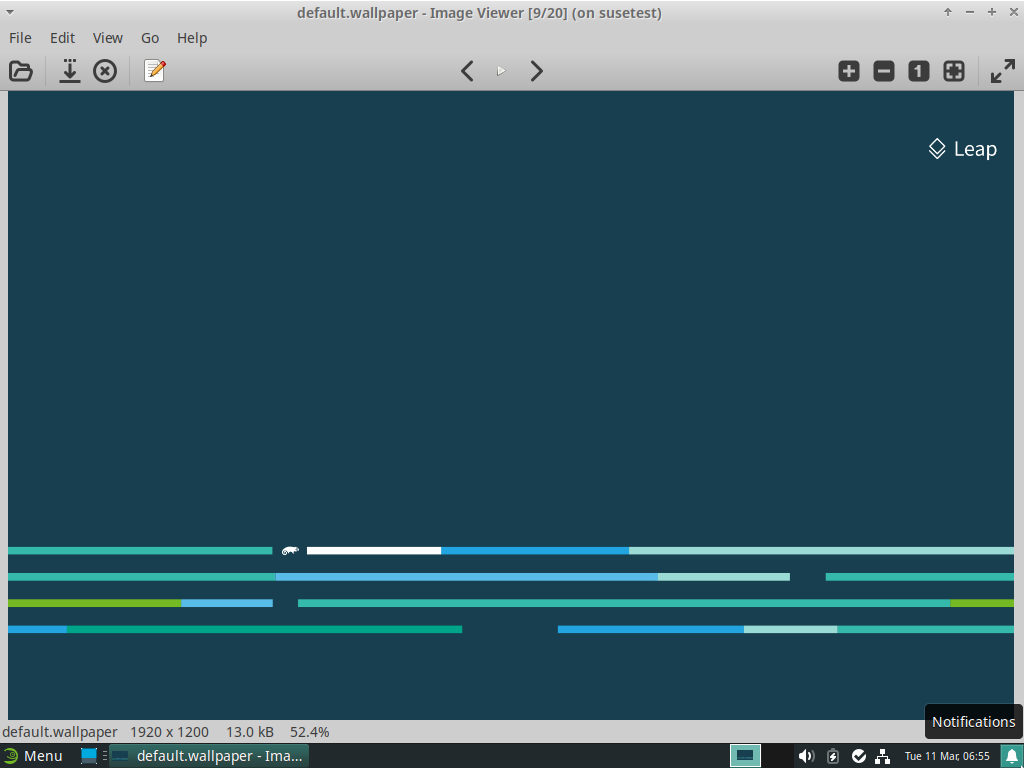 default.wallpaper - Image Viewer [9/20] (on susetest)
File Edit View Go Help
1
Leap
default.wallpaper 1920 x 1200 13.0 kB 52.4%
Notifications
Menu default.wallpaper - Ima... Tue 11 Mar, 06:55